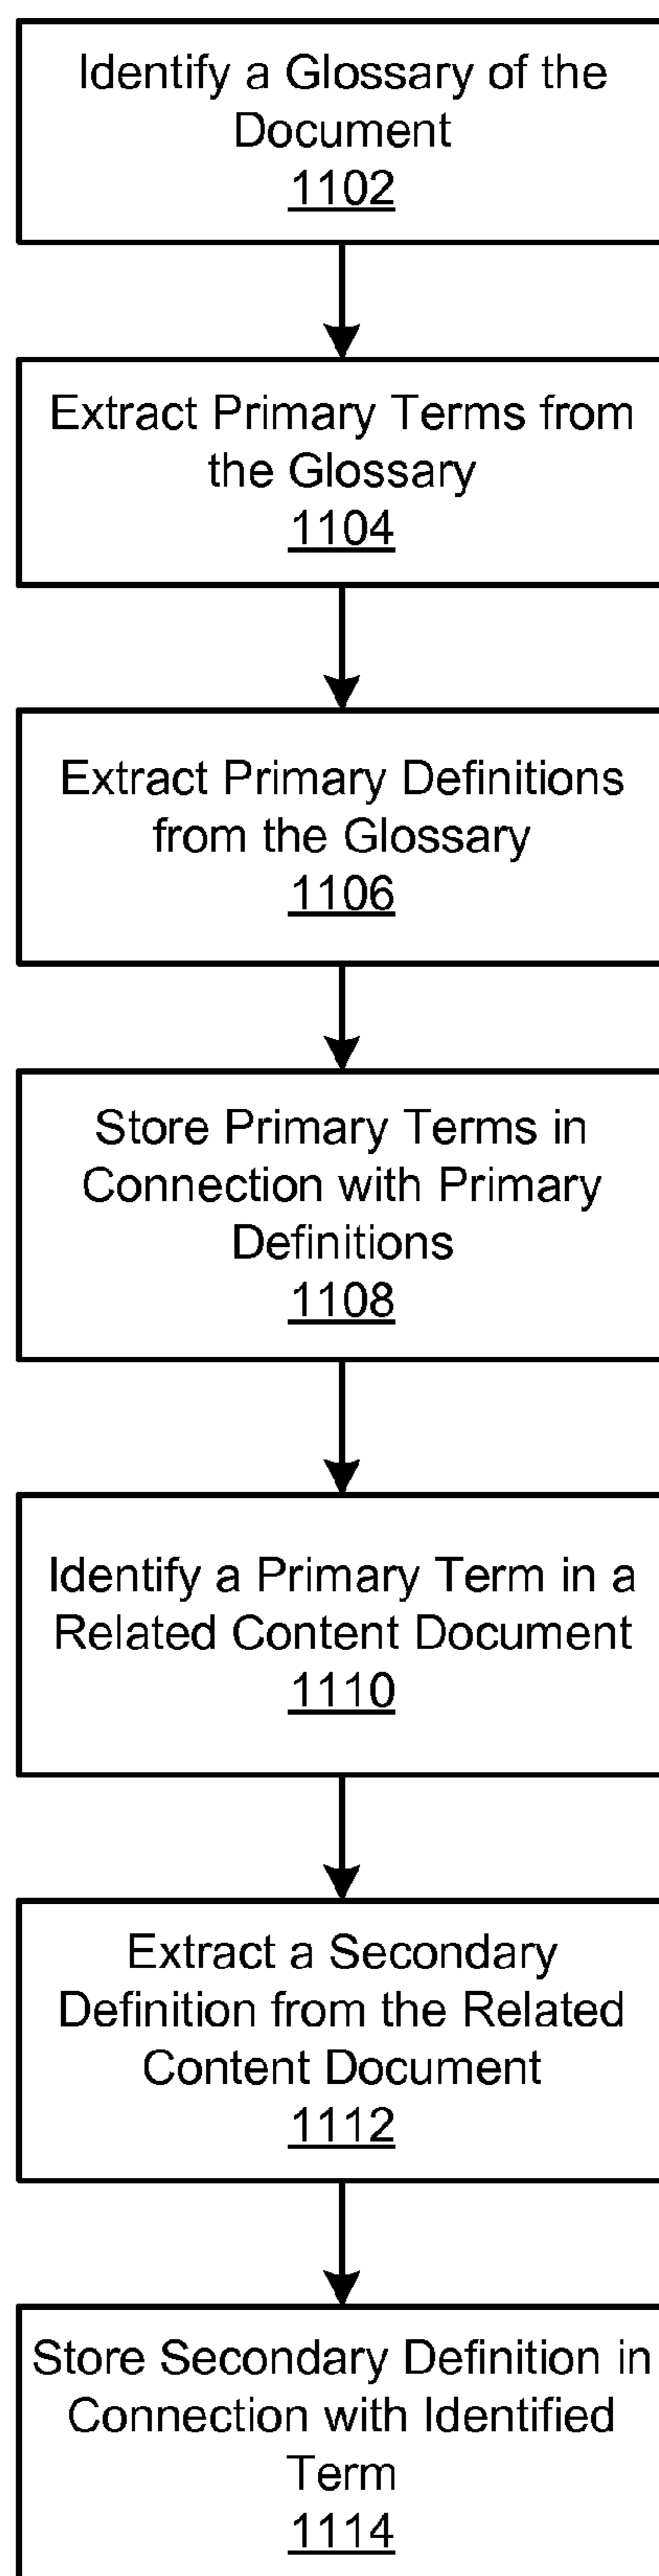 Identify a Glossary of the
Document
1102
Extract Primary Terms from
the Glossary
1104
Extract Primary Definitions
from the Glossary
1106
Store Primary Terms in
Connection with Primary
Definitions
1108
Identify a Primary Term in a
Related Content Document
1110
Extract a Secondary
Definition from the Related
Content Document
1112
Store Secondary Definition in
Connection with Identified
Term
1114